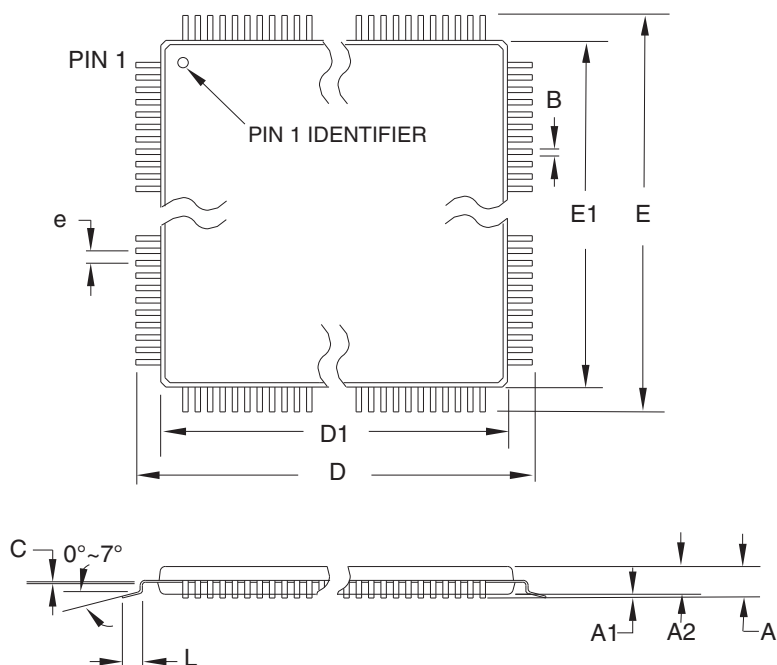 PIN 1
PIN 1 IDENTIFIER
B
e
E1
E
D1
D
C
0°~7°
A1
A2
A
L